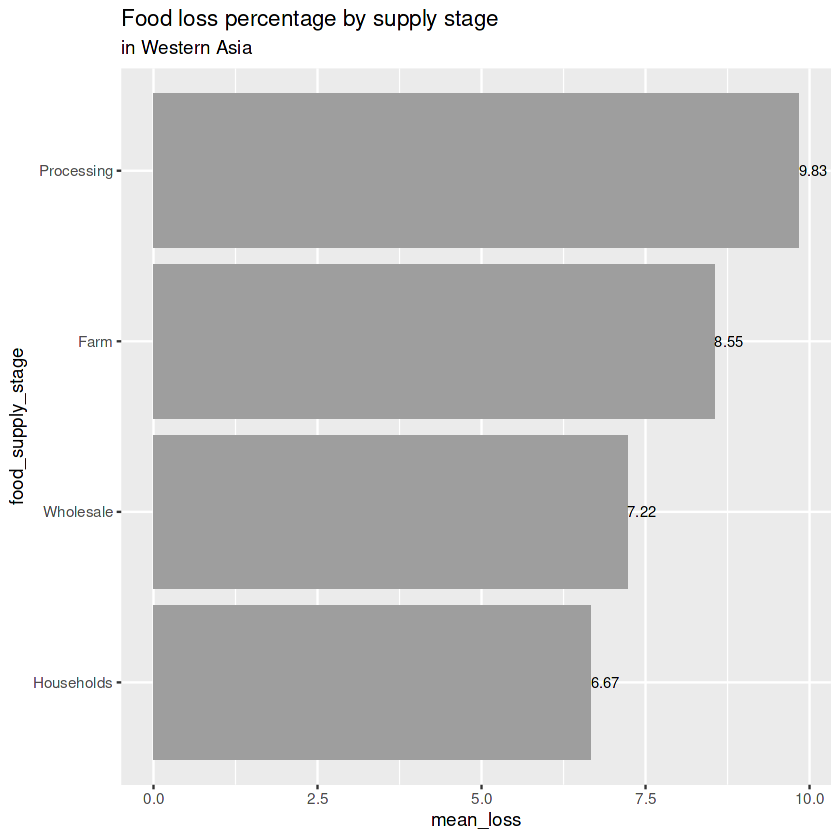 Food loss percentage by supply stage
in Western Asia
food_supply_stage
Processing
9.83
Farm
8.55
Wholesale
7.22
Households
6.67
0.0 2.5 5.0 7.5 10.0
mean_loss